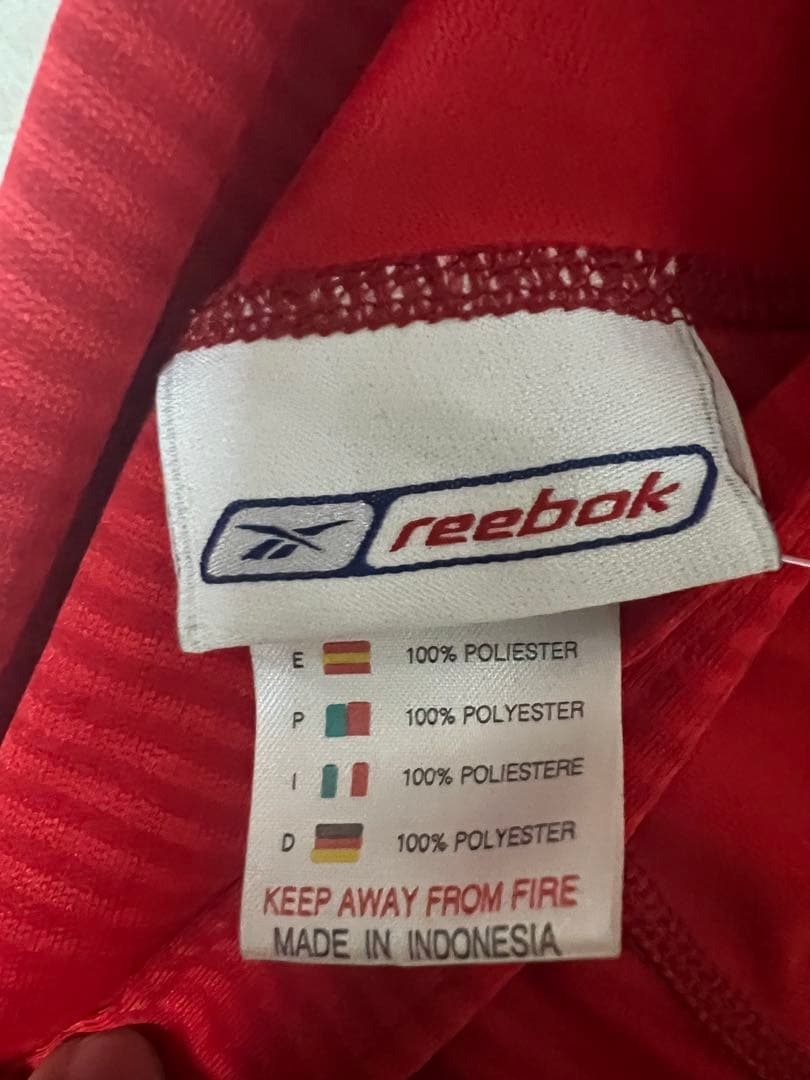 reebok
E 100% POLIESTER
P 100% POLYESTER
I 100% POLIESTERE
D 100% POLYESTER
KEEP AWAY FROM FIRE
MADE IN INDONESIA